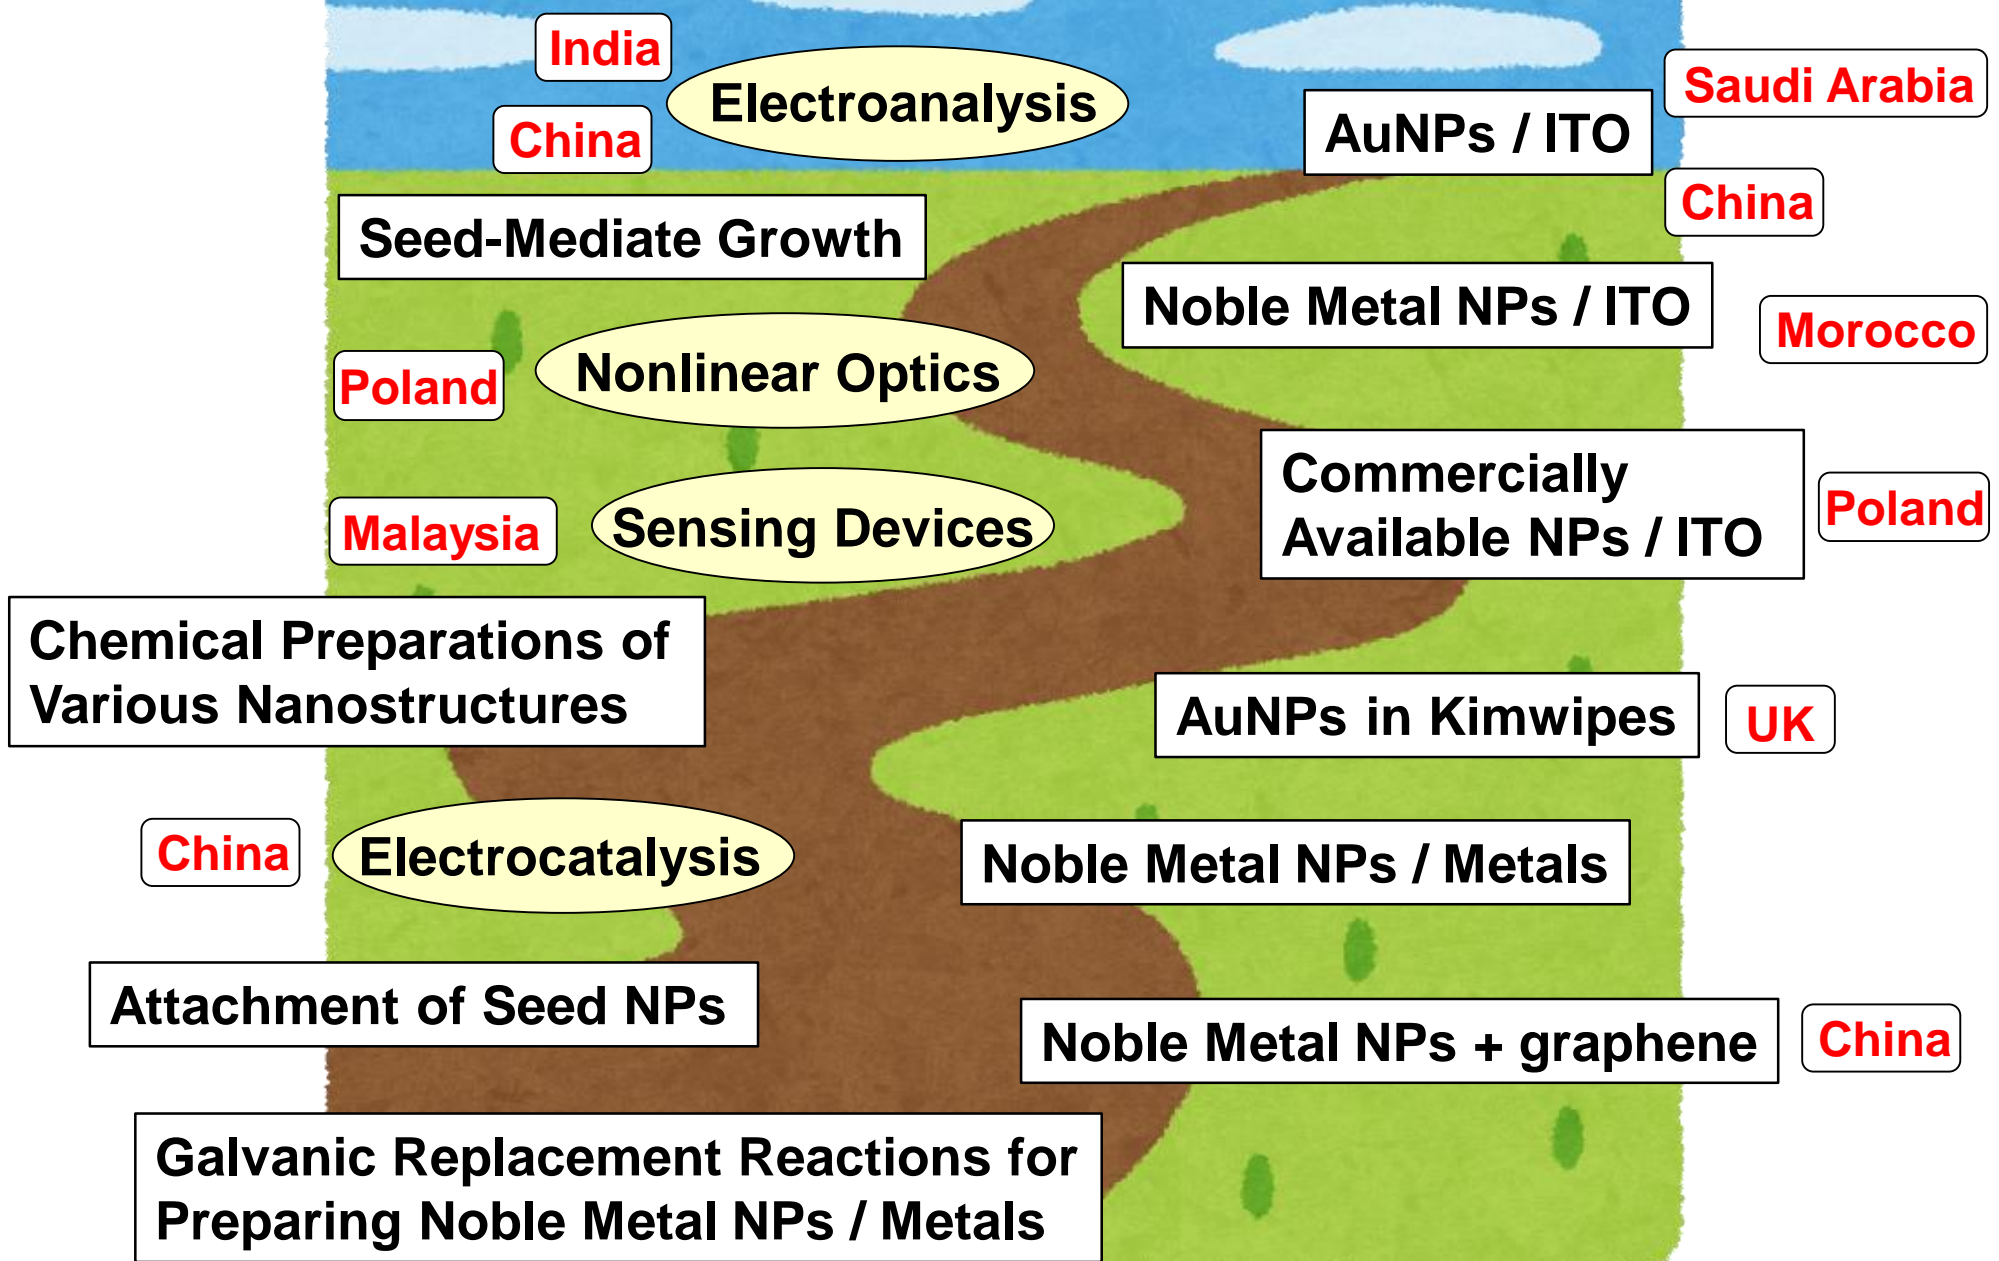 India
Electroanalysis
Saudi Arabia
China
AuNPs / ITO
China
Seed-Mediate Growth
Noble Metal NPs / ITO
Morocco
Poland
Nonlinear Optics
Commercially
Available NPs / ITO
Poland
Malaysia
Sensing Devices
Chemical Preparations of
Various Nanostructures
AuNPs in Kimwipes
UK
China
Electrocatalysis
Noble Metal NPs / Metals
Attachment of Seed NPs
Noble Metal NPs + graphene
China
Galvanic Replacement Reactions for
Preparing Noble Metal NPs / Metals